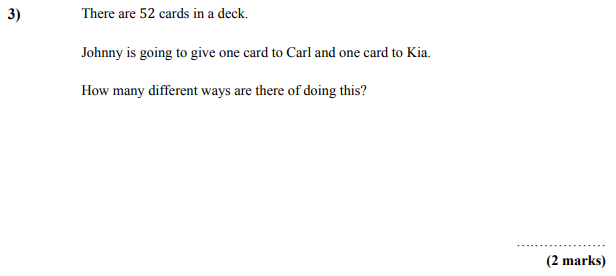 3) There are 52 cards in a deck.
Johnny is going to give one card to Carl and one card to Kia.
How many different ways are there of doing this?
....................
(2 marks)